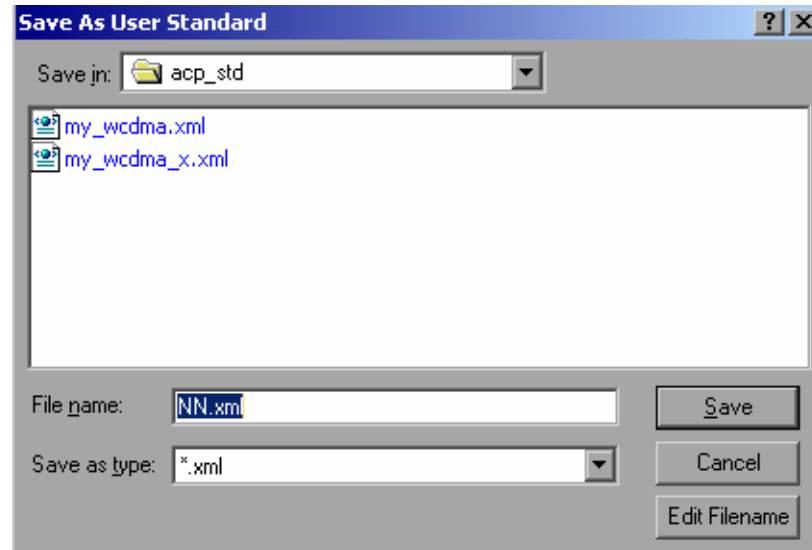 Save As User Standard
Save in: acp_std
my_wcdma.xml
my_wcdma_x.xml
File name: NN.xml
Save
Save as type: *.xml
Cancel
Edit Filename